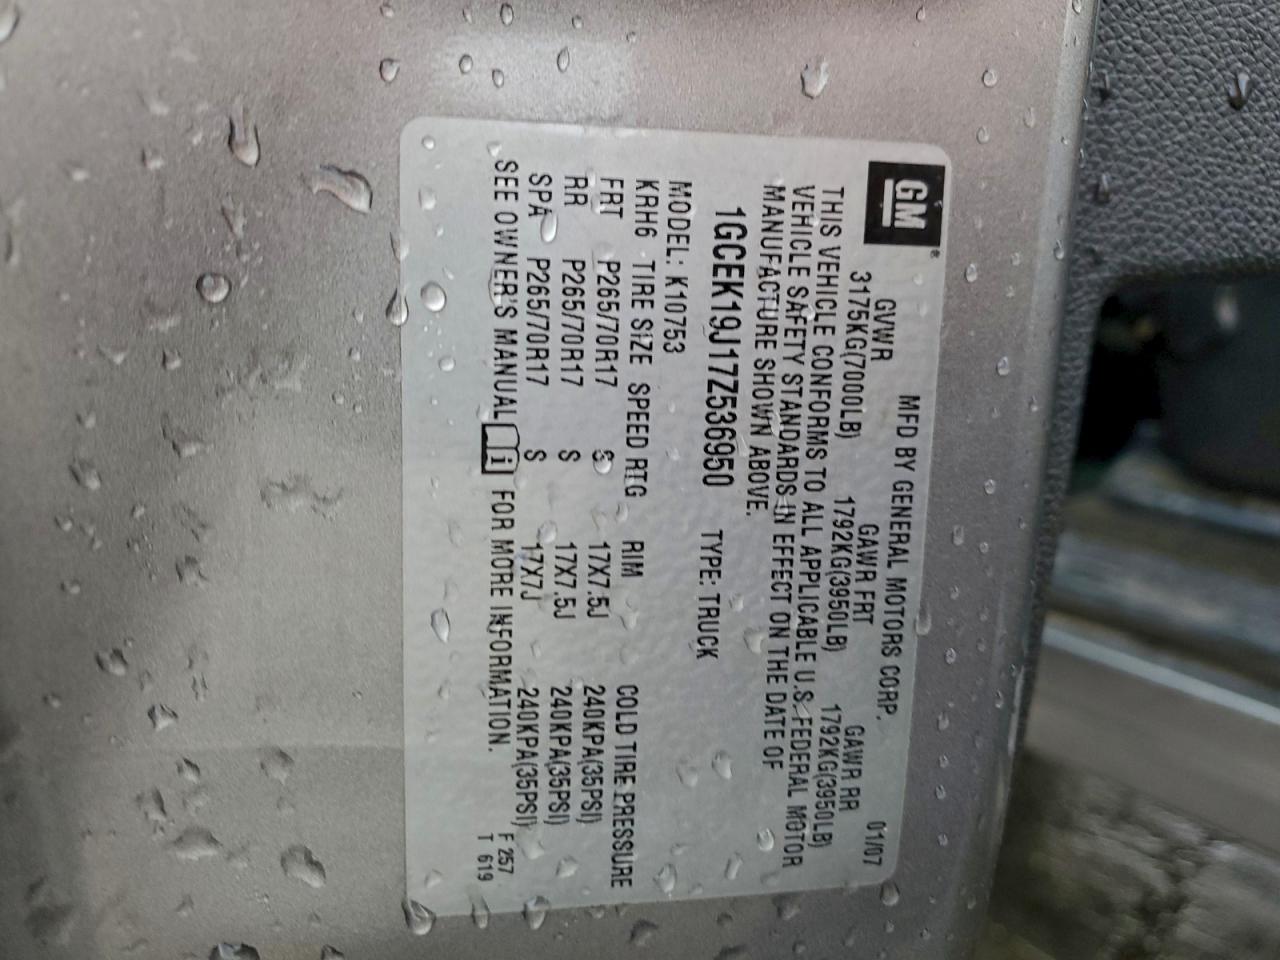 GM®
MFD BY GENERAL MOTORS CORP. 01/07
GVWR GAWR FRT GAWR RR
3175KG(7000LB) 1792KG(3950LB) 1792KG(3950LB)
THIS VEHICLE CONFORMS TO ALL APPLICABLE U.S. FEDERAL MOTOR
VEHICLE SAFETY STANDARDS IN EFFECT ON THE DATE OF
MANUFACTURE SHOWN ABOVE.
1GCEK19J17Z536950 TYPE: TRUCK
MODEL: K10753
KRH6 TIRE SIZE SPEED RTG RIM COLD TIRE PRESSURE
FRT P265/70R17 S 17X7.5J 240KPA(35PSI)
RR P265/70R17 S 17X7.5J 240KPA(35PSI)
SPA P265/70R17 S 17X7J 240KPA(35PSI)
SEE OWNER'S MANUAL i FOR MORE INFORMATION.
F 257
T 619